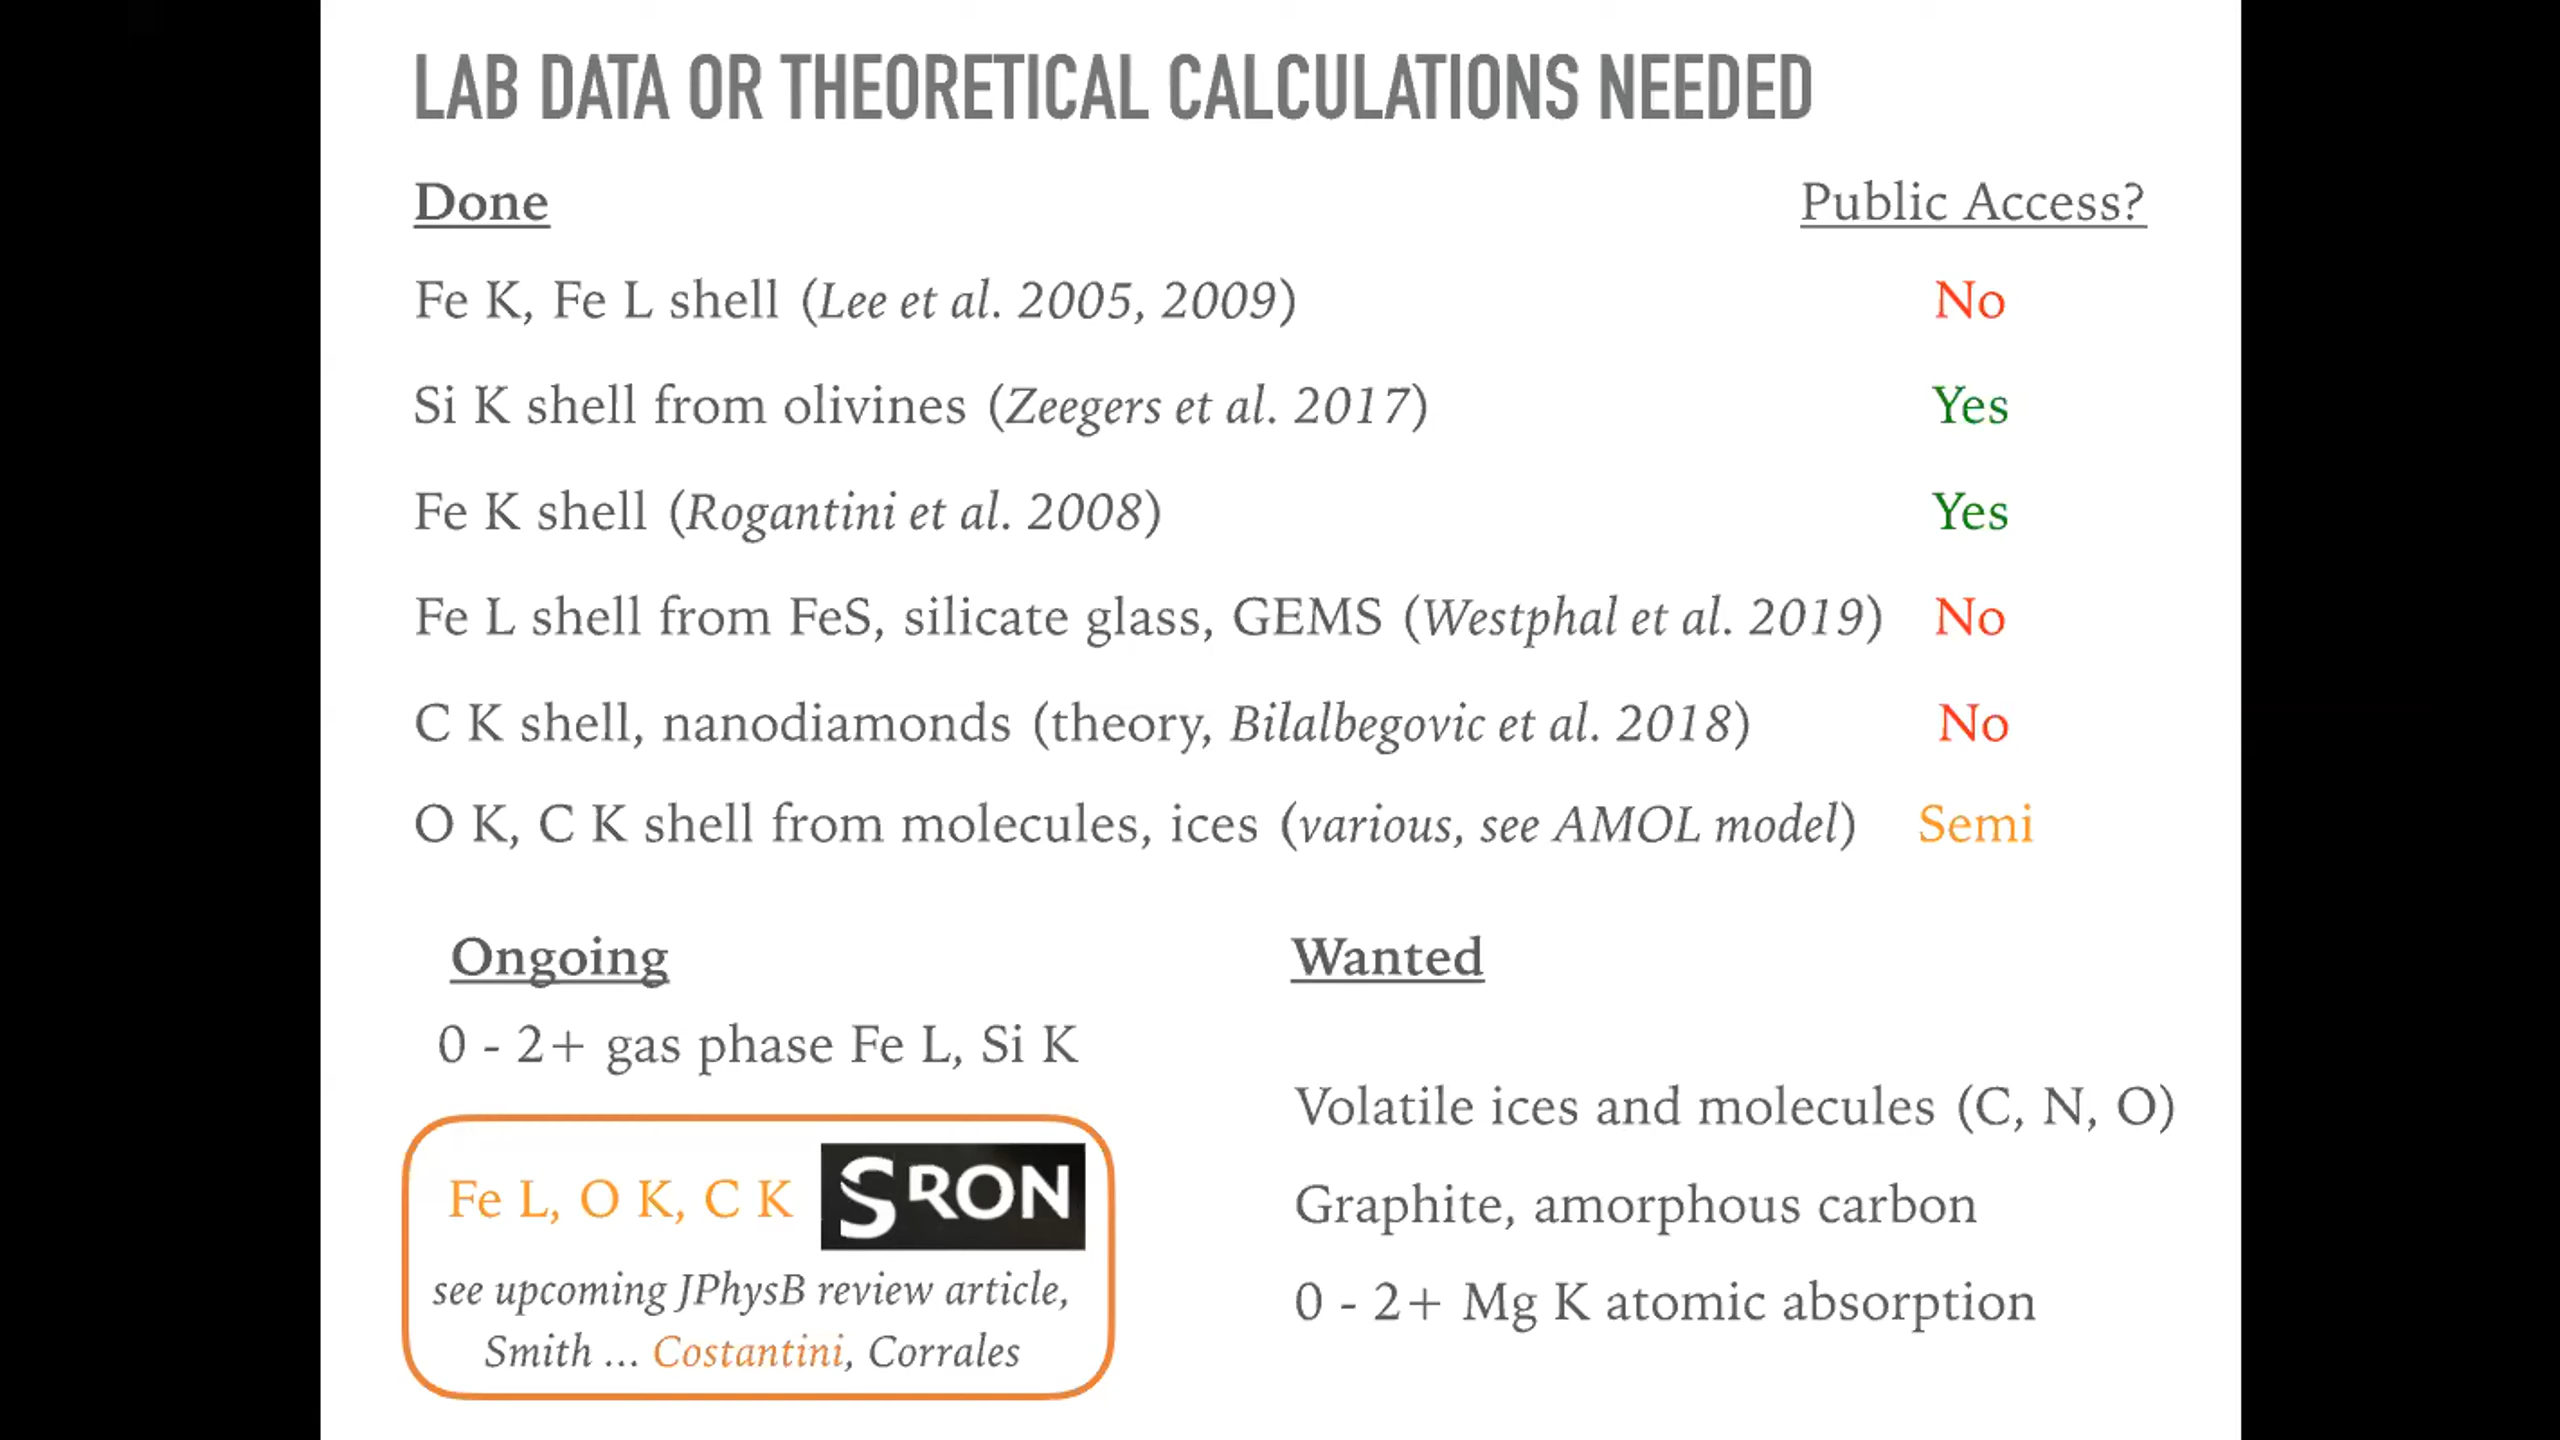 LAB DATA OR THEORETICAL CALCULATIONS NEEDED
Done Public Access?
Fe K, Fe L shell (Lee et al. 2005, 2009) No
Si K shell from olivines (Zeegers et al. 2017) Yes
Fe K shell (Rogantini et al. 2008) Yes
Fe L shell from FeS, silicate glass, GEMS (Westphal et al. 2019) No
C K shell, nanodiamonds (theory, Bilalbegovic et al. 2018) No
O K, C K shell from molecules, ices (various, see AMOL model) Semi
Ongoing
0 - 2+ gas phase Fe L, Si K
Fe L, O K, C K SRON
see upcoming JPhysB review article,
Smith ... Costantini, Corrales
Wanted
Volatile ices and molecules (C, N, O)
Graphite, amorphous carbon
0 - 2+ Mg K atomic absorption